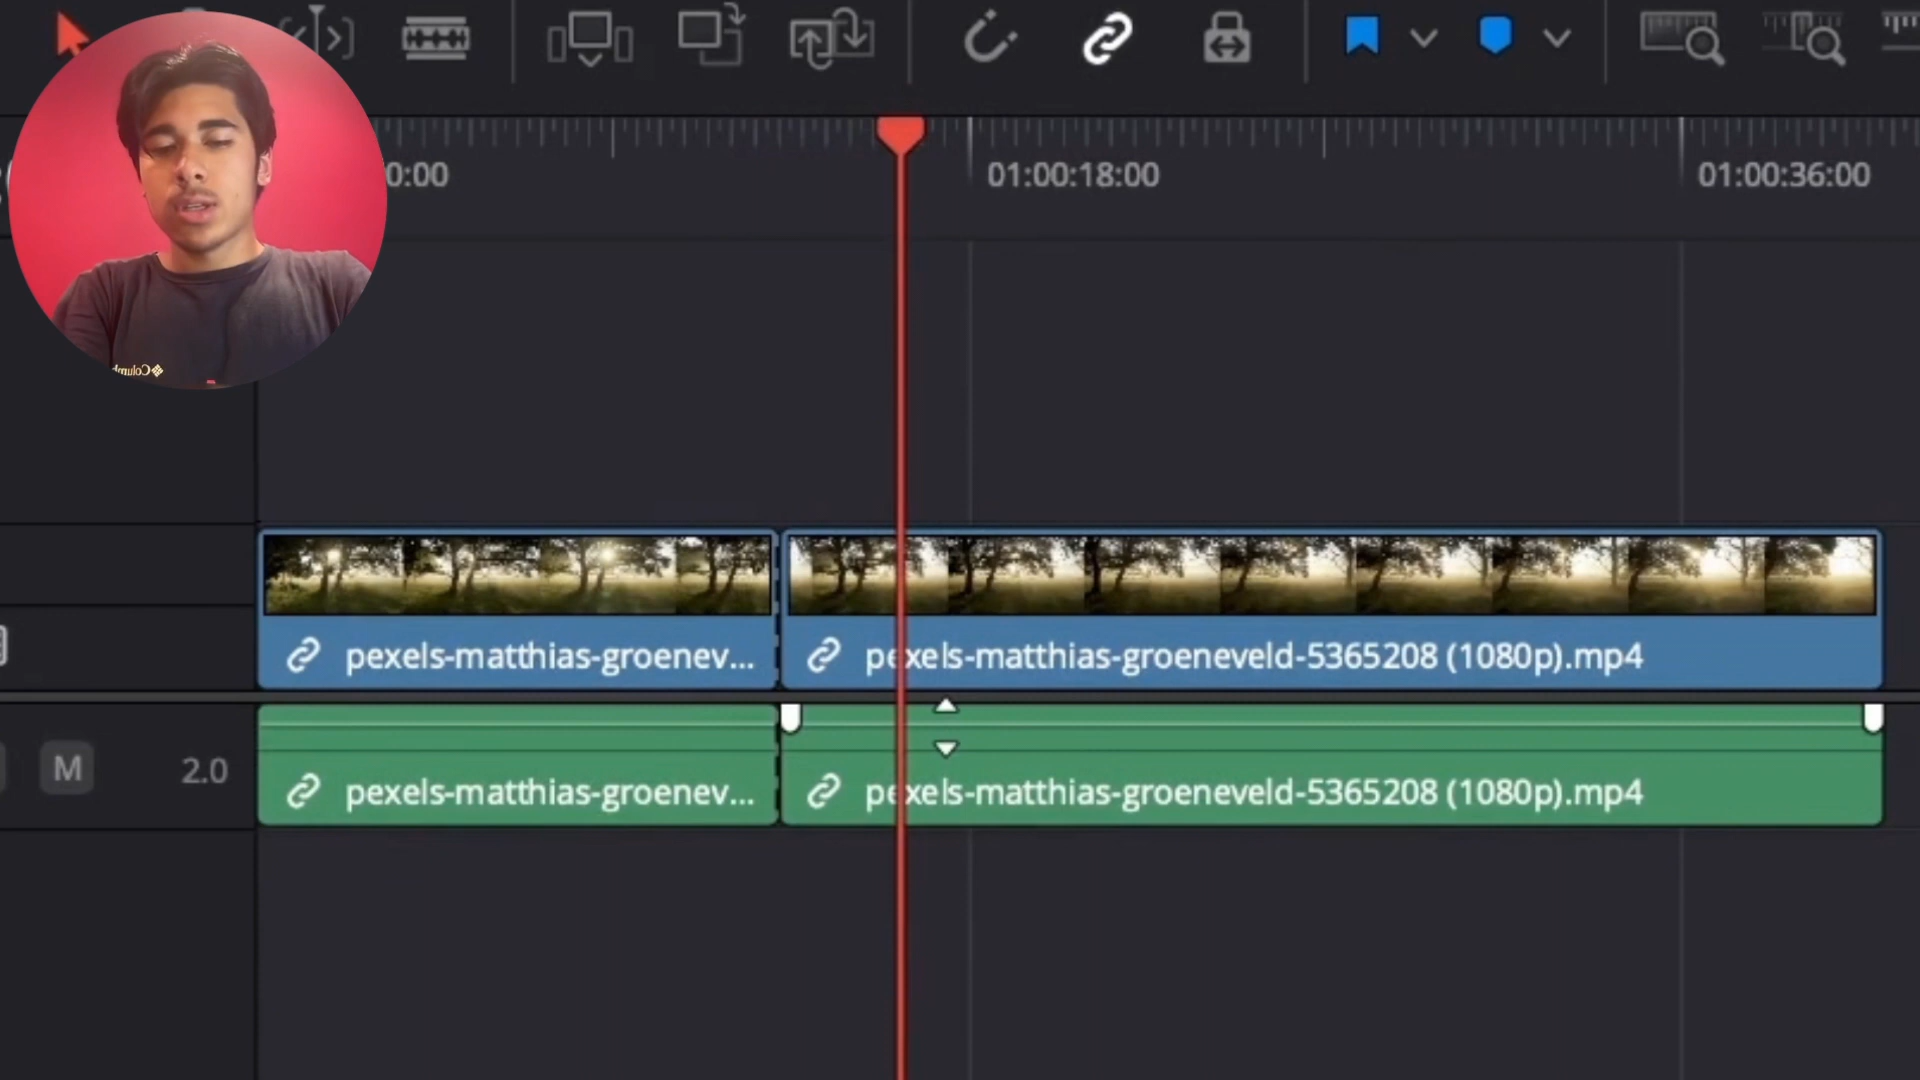 0:00
01:00:18:00
01:00:36:00
pexels-matthias-groenev...
pexels-matthias-groeneveld-5365208 (1080p).mp4
M
2.0
pexels-matthias-groenev...
pexels-matthias-groeneveld-5365208 (1080p).mp4